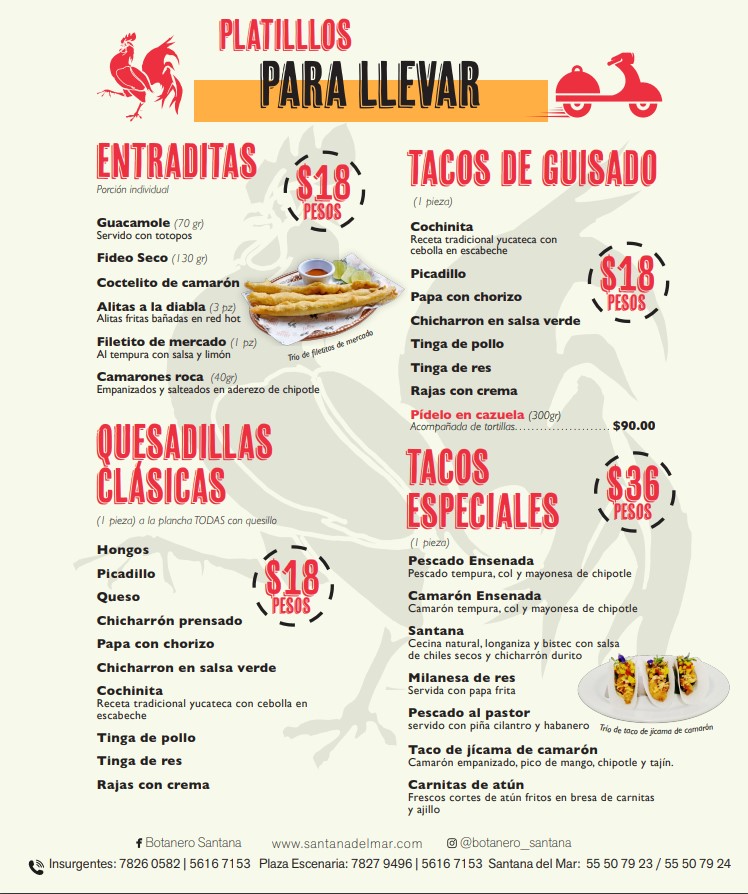 PLATILLLOS
PARA LLEVAR
ENTRADITAS
Porción individual
$18
PESOS
Guacamole (70 gr)
Servido con totopos
Fideo Seco (130 gr)
Coctelito de camarón
Alitas a la diabla (3 pz)
Alitas fritas bañadas en red hot
Filetito de mercado (1 pz)
Al tempura con salsa y limón
Trio de filetitos de mercado
Camarones roca (40gr)
Empanizados y salteados en aderezo de chipotle
QUESADILLAS
CLÁSICAS
(1 pieza) a la plancha TODAS con quesillo
$18
PESOS
Hongos
Picadillo
Queso
Chicharrón prensado
Papa con chorizo
Chicharron en salsa verde
Cochinita
Receta tradicional yucateca con cebolla en
escabeche
Tinga de pollo
Tinga de res
Rajas con crema
TACOS DE GUISADO
(1 pieza)
$18
PESOS
Cochinita
Receta tradicional yucateca con
cebolla en escabeche
Picadillo
Papa con chorizo
Chicharron en salsa verde
Tinga de pollo
Tinga de res
Rajas con crema
Pídelo en cazuela (300gr)
Acompañada de tortillas...................... $90.00
TACOS
ESPECIALES
(1 pieza)
$36
PESOS
Pescado Ensenada
Pescado tempura, col y mayonesa de chipotle
Camarón Ensenada
Camarón tempura, col y mayonesa de chipotle
Santana
Cecina natural, longaniza y bistec con salsa
de chiles secos y chicharrón durito
Milanesa de res
Servida con papa frita
Pescado al pastor
servido con piña cilantro y habanero
Trio de taco de jícama de camarón
Taco de jícama de camarón
Camarón empanizado, pico de mango, chipotle y tajín.
Carnitas de atún
Frescos cortes de atún fritos en bresa de carnitas
y ajillo
Botanero Santana www.santanadelmar.com @botanero_santana
Insurgentes: 7826 0582 | 5616 7153 Plaza Escenaria: 7827 9496 | 5616 7153 Santana del Mar: 55 50 79 23 / 55 50 79 24